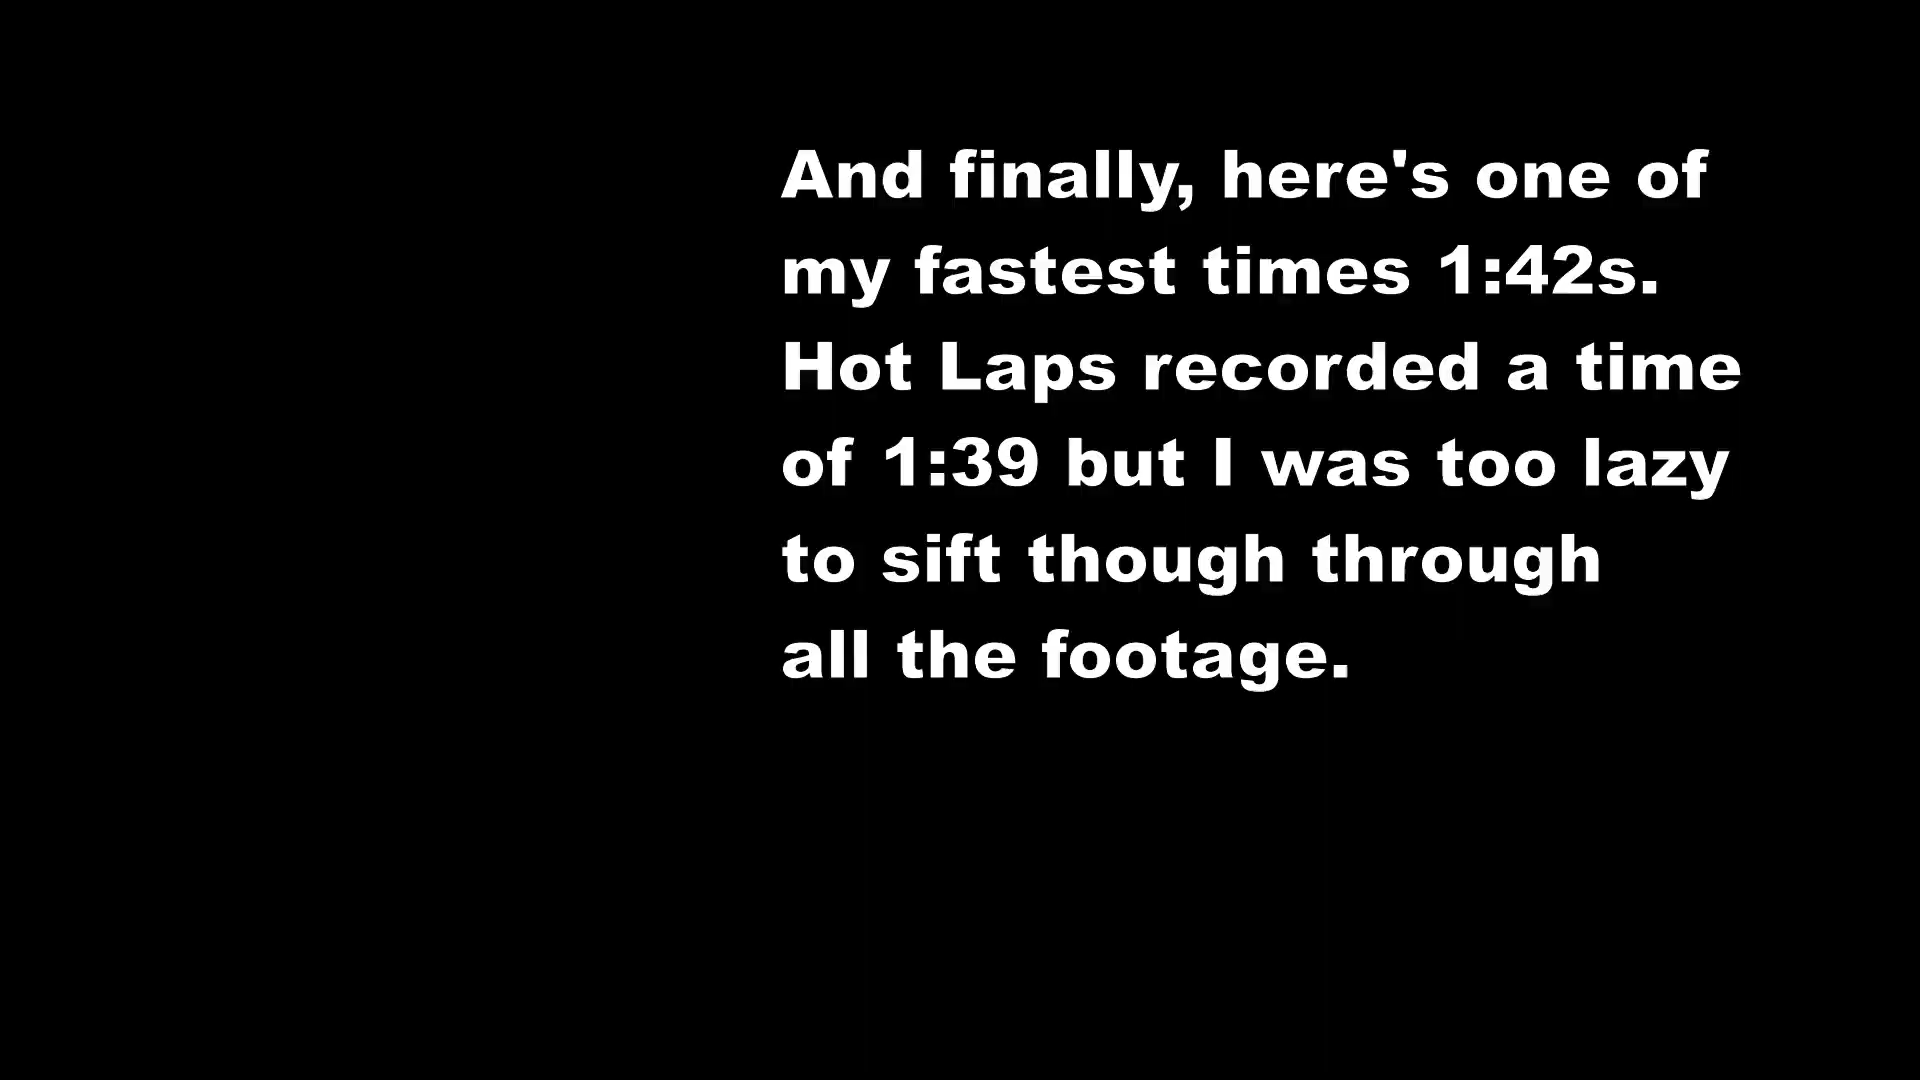 And finally, here's one of
my fastest times 1:42s.
Hot Laps recorded a time
of 1:39 but I was too lazy
to sift though through
all the footage.